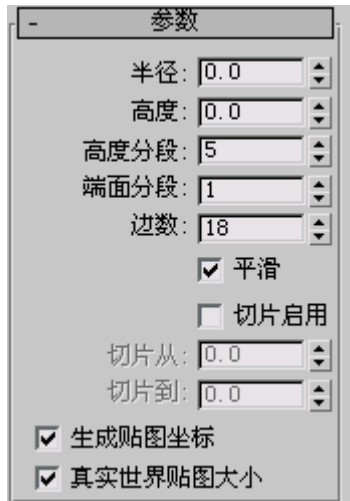 - 参数
半径: 0.0
高度: 0.0
高度分段: 5
端面分段: 1
边数: 18
平滑
切片启用
切片从: 0.0
切片到: 0.0
生成贴图坐标
真实世界贴图大小